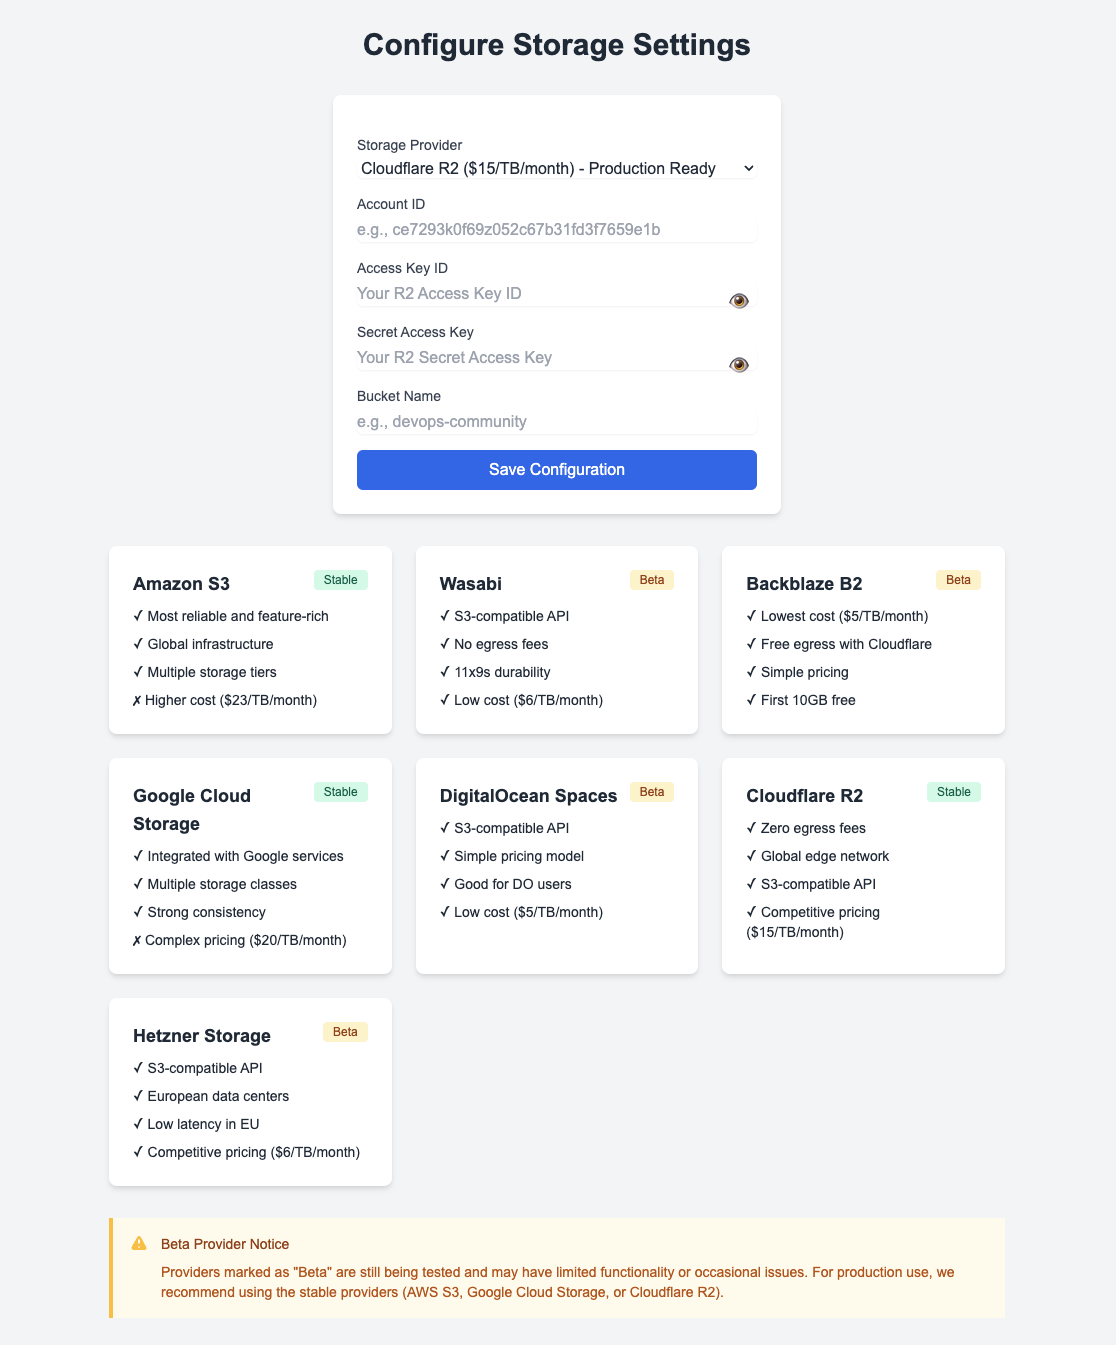 Configure Storage Settings
Storage Provider
Cloudflare R2 ($15/TB/month) - Production Ready
Account ID
e.g., ce7293k0f69z052c67b31fd3f7659e1b
Access Key ID
Your R2 Access Key ID
Secret Access Key
Your R2 Secret Access Key
Bucket Name
e.g., devops-community
Save Configuration
Amazon S3
Stable
✓ Most reliable and feature-rich
✓ Global infrastructure
✓ Multiple storage tiers
✗ Higher cost ($23/TB/month)
Wasabi
Beta
✓ S3-compatible API
✓ No egress fees
✓ 11x9s durability
✓ Low cost ($6/TB/month)
Backblaze B2
Beta
✓ Lowest cost ($5/TB/month)
✓ Free egress with Cloudflare
✓ Simple pricing
✓ First 10GB free
Google Cloud
Storage
Stable
✓ Integrated with Google services
✓ Multiple storage classes
✓ Strong consistency
✗ Complex pricing ($20/TB/month)
DigitalOcean Spaces
Beta
✓ S3-compatible API
✓ Simple pricing model
✓ Good for DO users
✓ Low cost ($5/TB/month)
Cloudflare R2
Stable
✓ Zero egress fees
✓ Global edge network
✓ S3-compatible API
✓ Competitive pricing
($15/TB/month)
Hetzner Storage
Beta
✓ S3-compatible API
✓ European data centers
✓ Low latency in EU
✓ Competitive pricing ($6/TB/month)
Beta Provider Notice
Providers marked as "Beta" are still being tested and may have limited functionality or occasional issues. For production use, we
recommend using the stable providers (AWS S3, Google Cloud Storage, or Cloudflare R2).